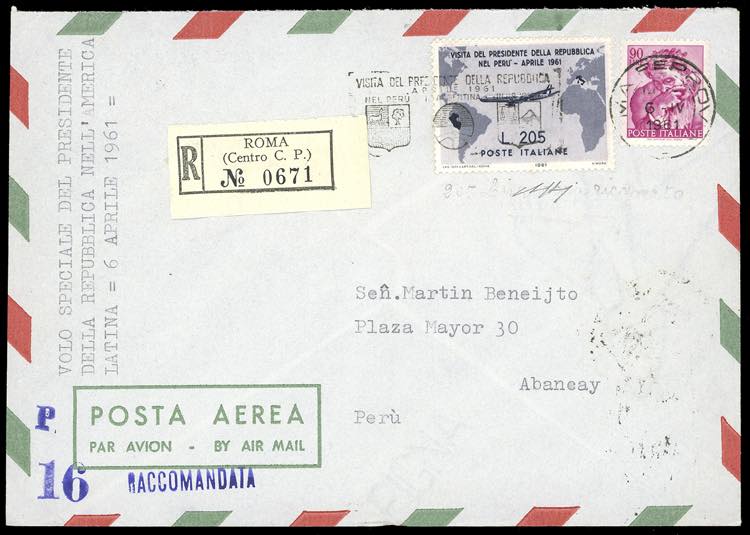 VISITA DEL PRESIDENTE DELLA REPUBBLICA
NEL PERU' - APRILE 1961
L. 205
POSTE ITALIANE
1961
90
POSTE ITALIANE
VISITA DEL PRESIDENTE DELLA REPUBBLICA
APRILE 1961
NEL PERÙ
6 IV
1961
R
ROMA
(Centro C. P.)
№ 0671
VOLO SPECIALE DEL PRESIDENTE
DELLA REPUBBLICA NELL'AMERICA
LATINA = 6 APRILE 1961 =
Señ.Martin Beneijto
Plaza Mayor 30
Abancay
Perù
POSTA AEREA
PAR AVION - BY AIR MAIL
P
16
RACCOMANDATA